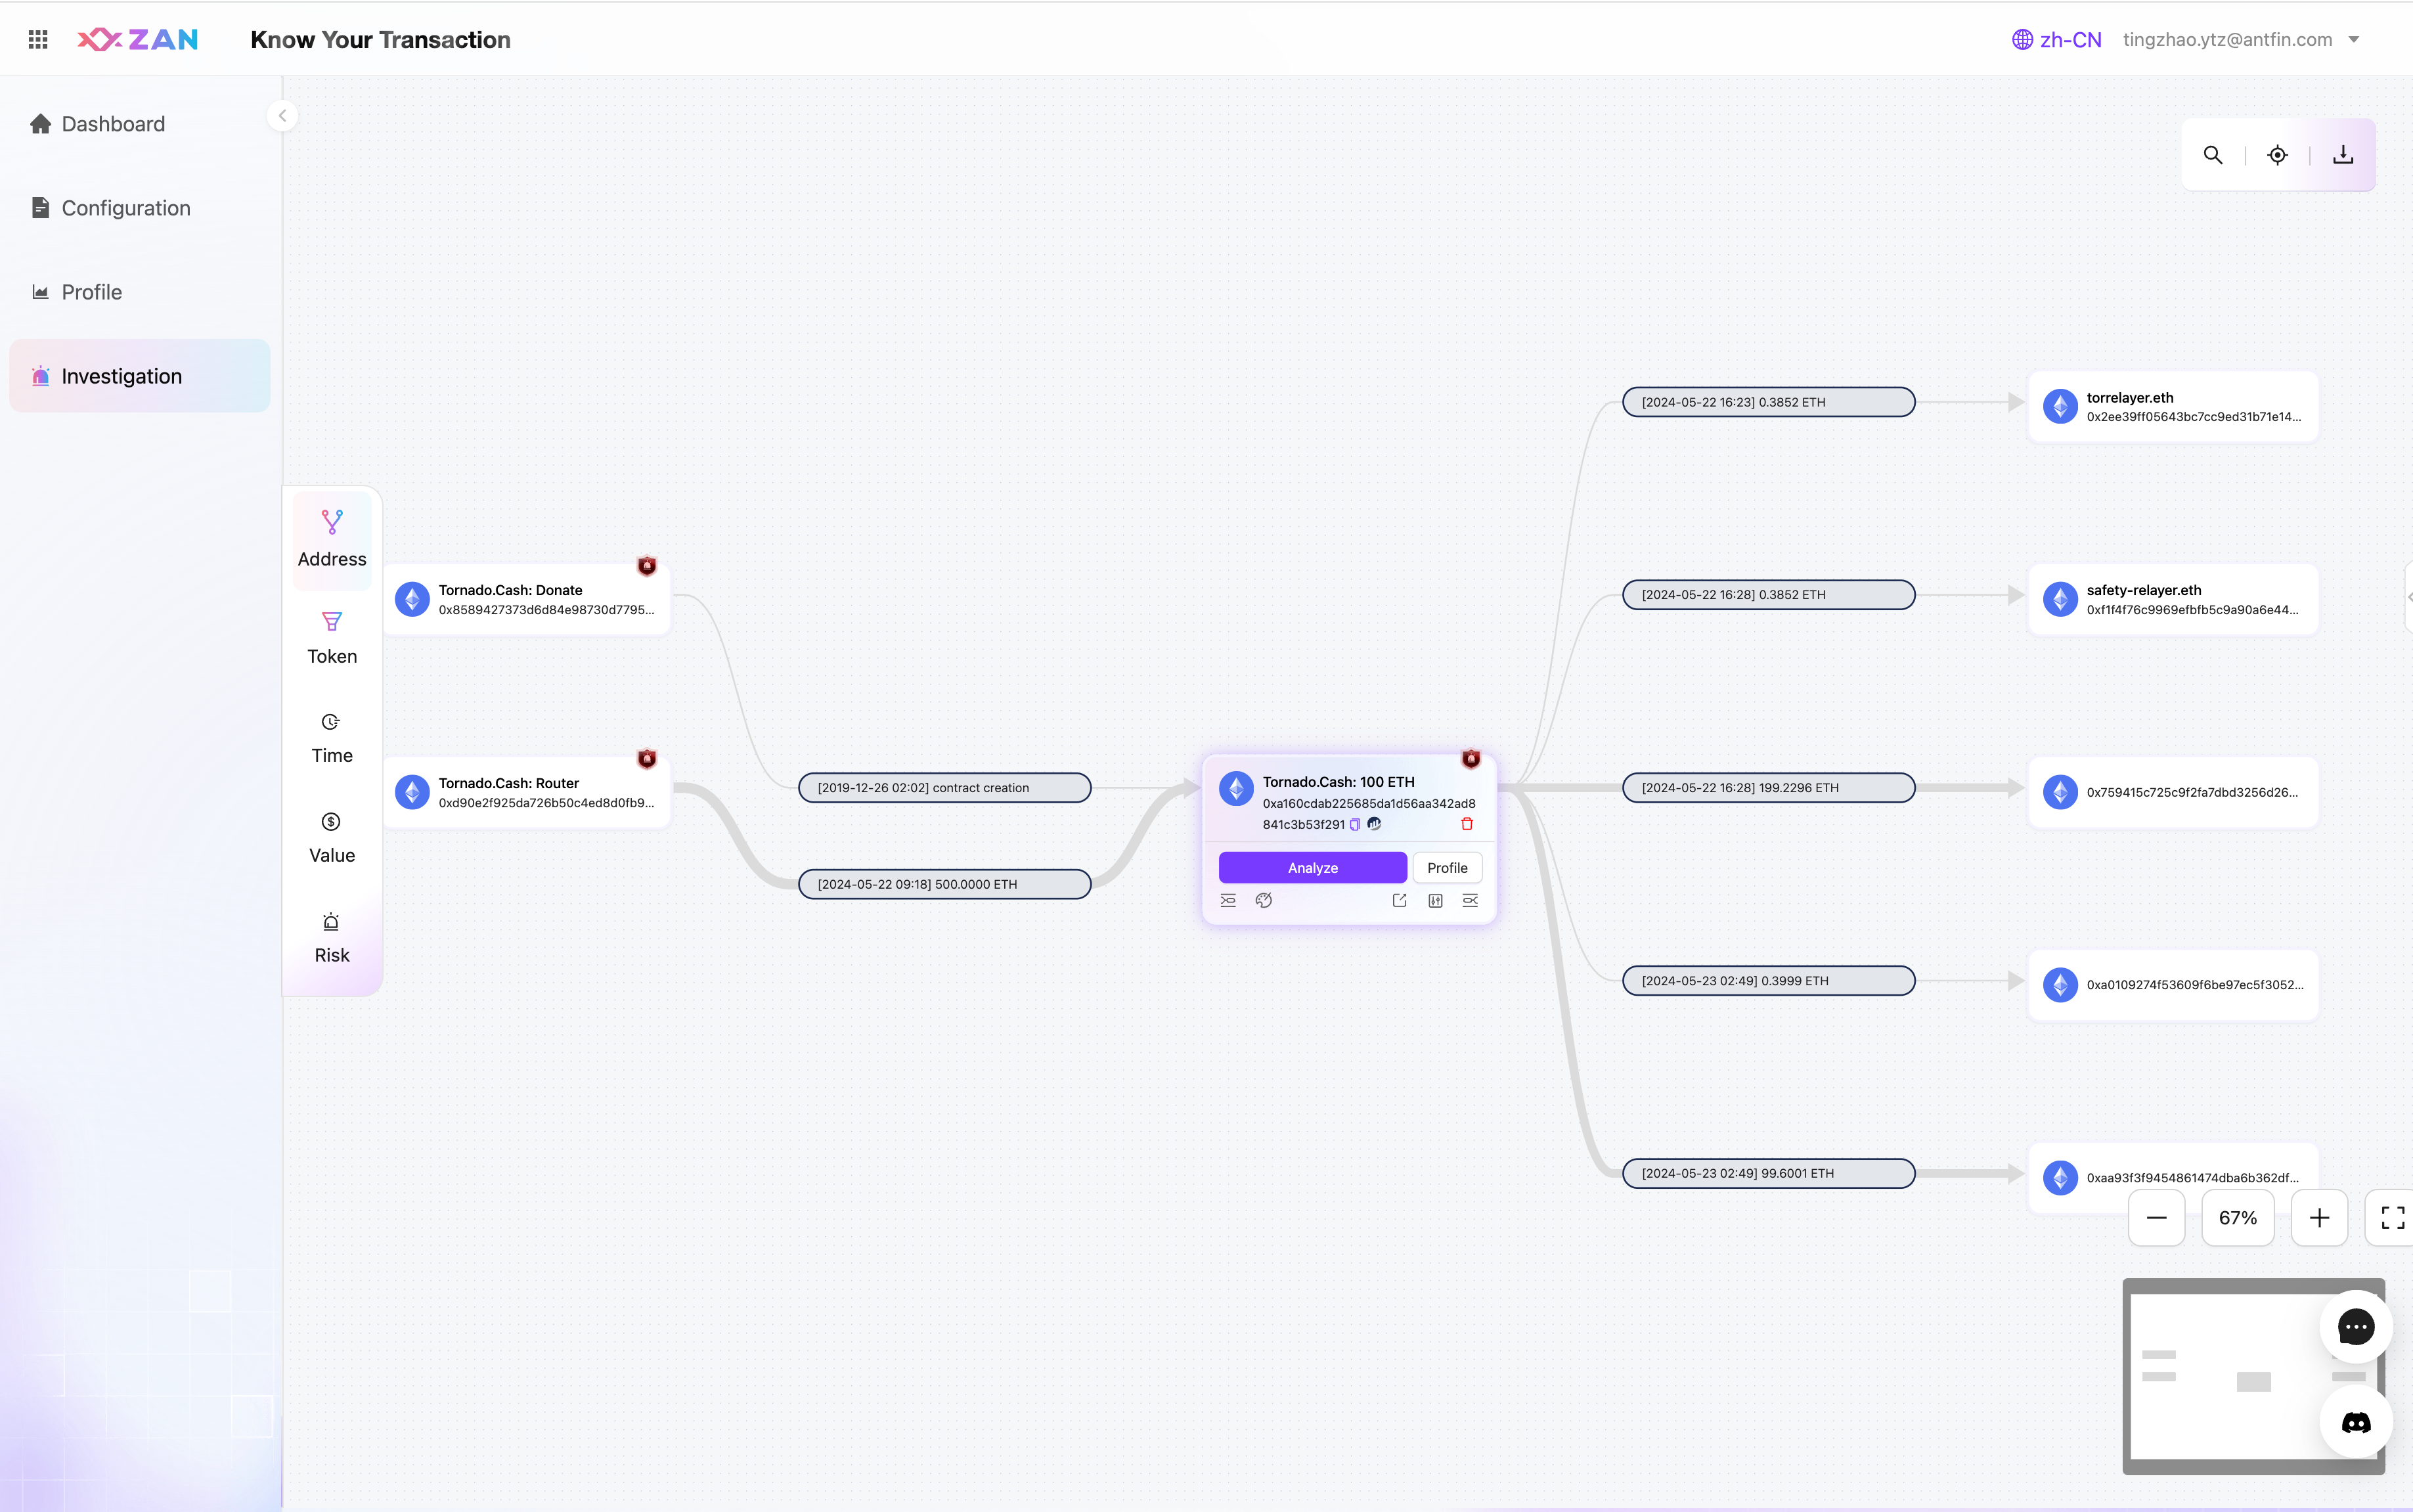 ZAN
Know Your Transaction
zh-CN
tingzhao.ytz@antfin.com
Dashboard
Configuration
Profile
Investigation
Address
Token
Time
Value
Risk
Tornado.Cash: Donate
0x8589427373d6d84e98730d7795...
Tornado.Cash: Router
0xd90e2f925da726b50c4ed8d0fb9...
[2019-12-26 02:02] contract creation
[2024-05-22 09:18] 500.0000 ETH
Tornado.Cash: 100 ETH
0xa160cdab225685da1d56aa342ad8
841c3b53f291
Analyze
Profile
[2024-05-22 16:23] 0.3852 ETH
[2024-05-22 16:28] 0.3852 ETH
[2024-05-22 16:28] 199.2296 ETH
[2024-05-23 02:49] 0.3999 ETH
[2024-05-23 02:49] 99.6001 ETH
torrelayer.eth
0x2ee39ff05643bc7cc9ed31b71e14...
safety-relayer.eth
0xf1f4f76c9969efbfb5c9a90a6e44...
0x759415c725c9f2fa7dbd3256d26...
0xa0109274f53609f6be97ec5f3052...
0xaa93f3f9454861474dba6b362df...
67%